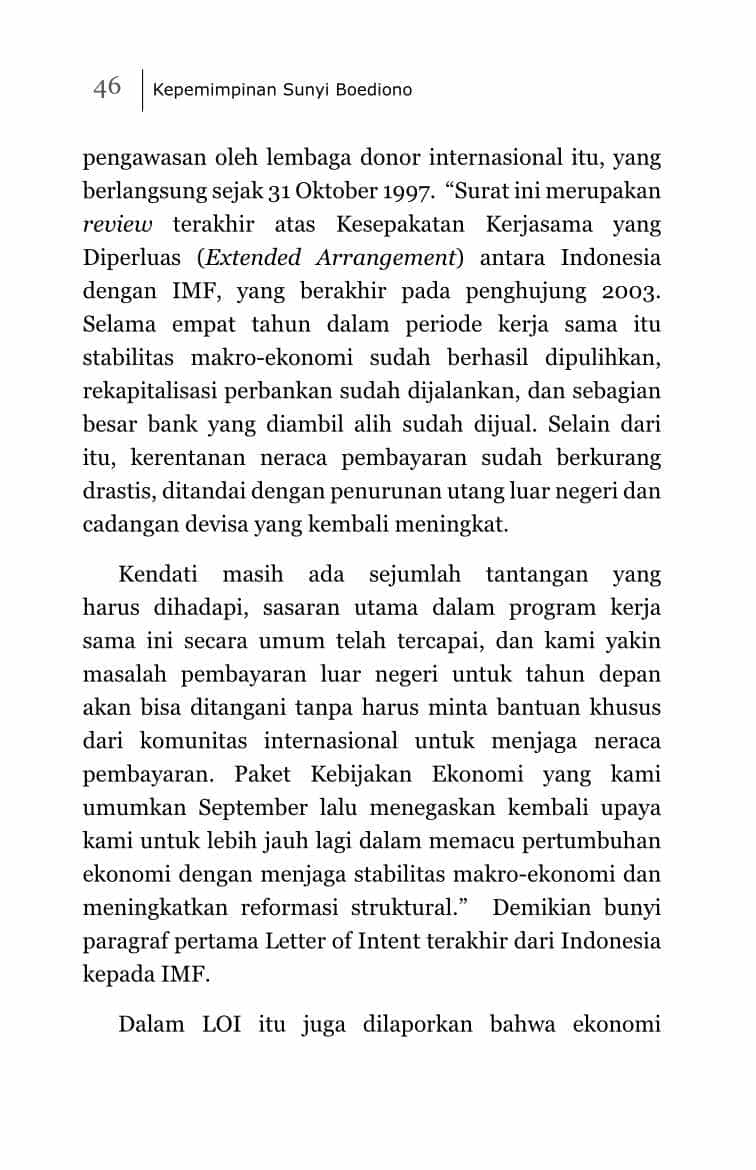 46 Kepemimpinan Sunyi Boediono
pengawasan oleh lembaga donor internasional itu, yang
berlangsung sejak 31 Oktober 1997.  “Surat ini merupakan
review terakhir atas Kesepakatan Kerjasama yang
Diperluas (Extended Arrangement) antara Indonesia
dengan IMF, yang berakhir pada penghujung 2003.
Selama empat tahun dalam periode kerja sama itu
stabilitas makro-ekonomi sudah berhasil dipulihkan,
rekapitalisasi perbankan sudah dijalankan, dan sebagian
besar bank yang diambil alih sudah dijual. Selain dari
itu, kerentanan neraca pembayaran sudah berkurang
drastis, ditandai dengan penurunan utang luar negeri dan
cadangan devisa yang kembali meningkat.
Kendati masih ada sejumlah tantangan yang
harus dihadapi, sasaran utama dalam program kerja
sama ini secara umum telah tercapai, dan kami yakin
masalah pembayaran luar negeri untuk tahun depan
akan bisa ditangani tanpa harus minta bantuan khusus
dari komunitas internasional untuk menjaga neraca
pembayaran. Paket Kebijakan Ekonomi yang kami
umumkan September lalu menegaskan kembali upaya
kami untuk lebih jauh lagi dalam memacu pertumbuhan
ekonomi dengan menjaga stabilitas makro-ekonomi dan
meningkatkan reformasi struktural.”  Demikian bunyi
paragraf pertama Letter of Intent terakhir dari Indonesia
kepada IMF.
Dalam LOI itu juga dilaporkan bahwa ekonomi